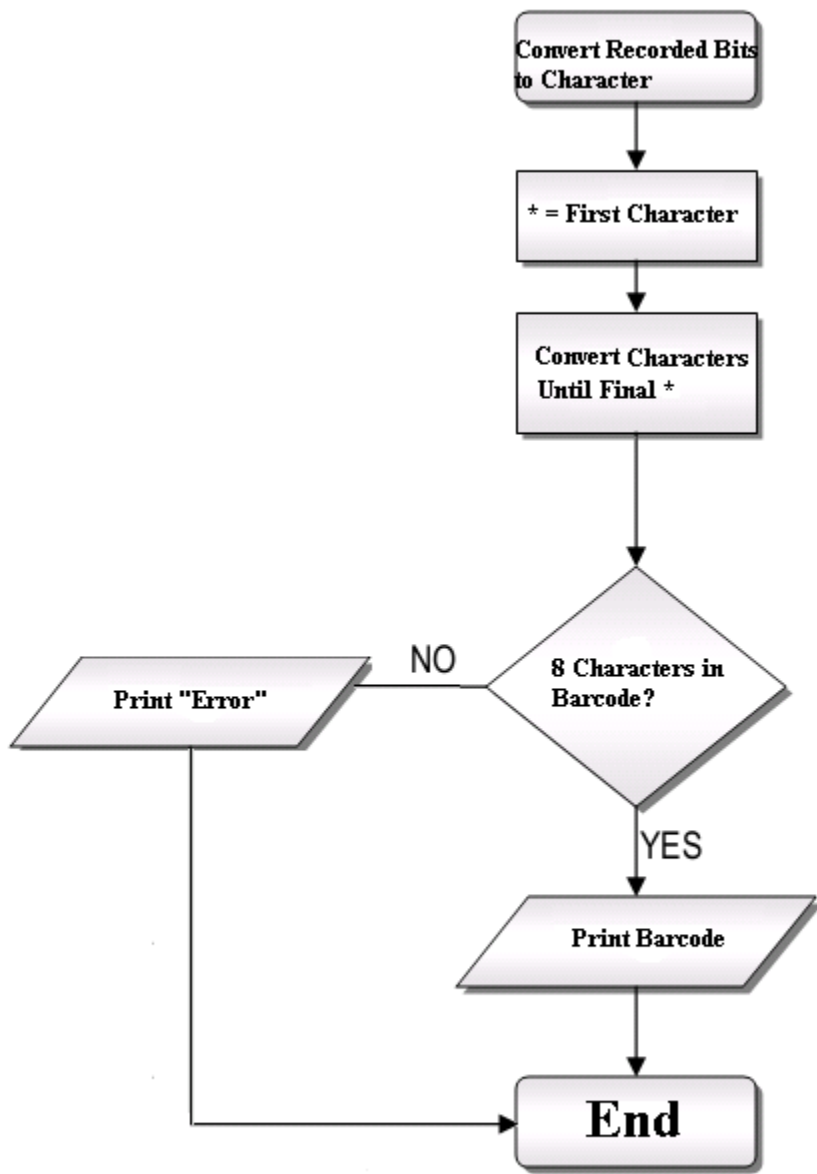 Convert Recorded Bits
to Character
* = First Character
Convert Characters
Until Final *
8 Characters in
Barcode?
NO
Print "Error"
YES
Print Barcode
End